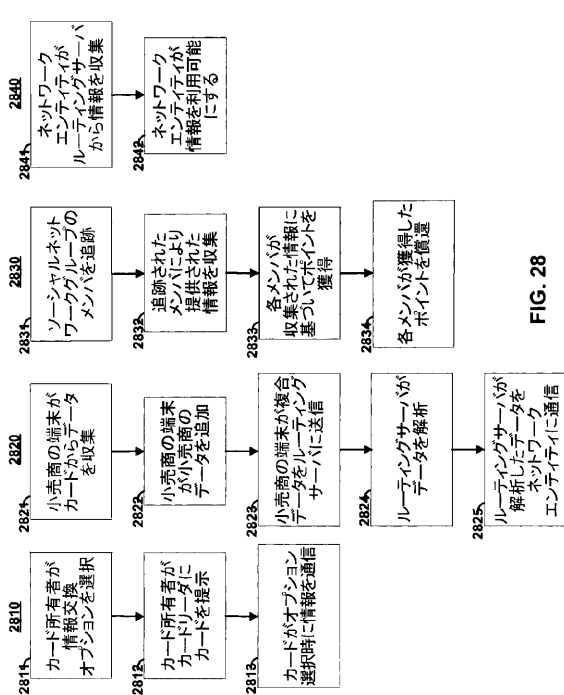 2810
2811
カード所有者が
情報交換
オプションを選択
2812
カード所有者が
カードリーダに
カードを提示
2813
カードがオプション
選択時に情報を通信
2820
2821
小売商の端末が
カードからデータ
を収集
2822
小売商の端末
が小売商の
データを追加
2823
小売商の端末が複合
データをルーティング
サーバに送信
2824
ルーティングサーバが
データを解析
2825
ルーティングサーバが
解析したデータを
ネットワーク
エンティティに通信
2830
2831
ソーシャルネット
ワークグループの
メンバを追跡
2832
追跡された
メンバにより
提供された
情報を収集
2833
各メンバが
収集された情報に
基づいてポイントを
獲得
2834
各メンバが獲得した
ポイントを償還
2840
2841
ネットワーク
エンティティが
ルーティングサーバ
から情報を収集
2842
ネットワーク
エンティティが
情報を利用可能
にする
FIG. 28